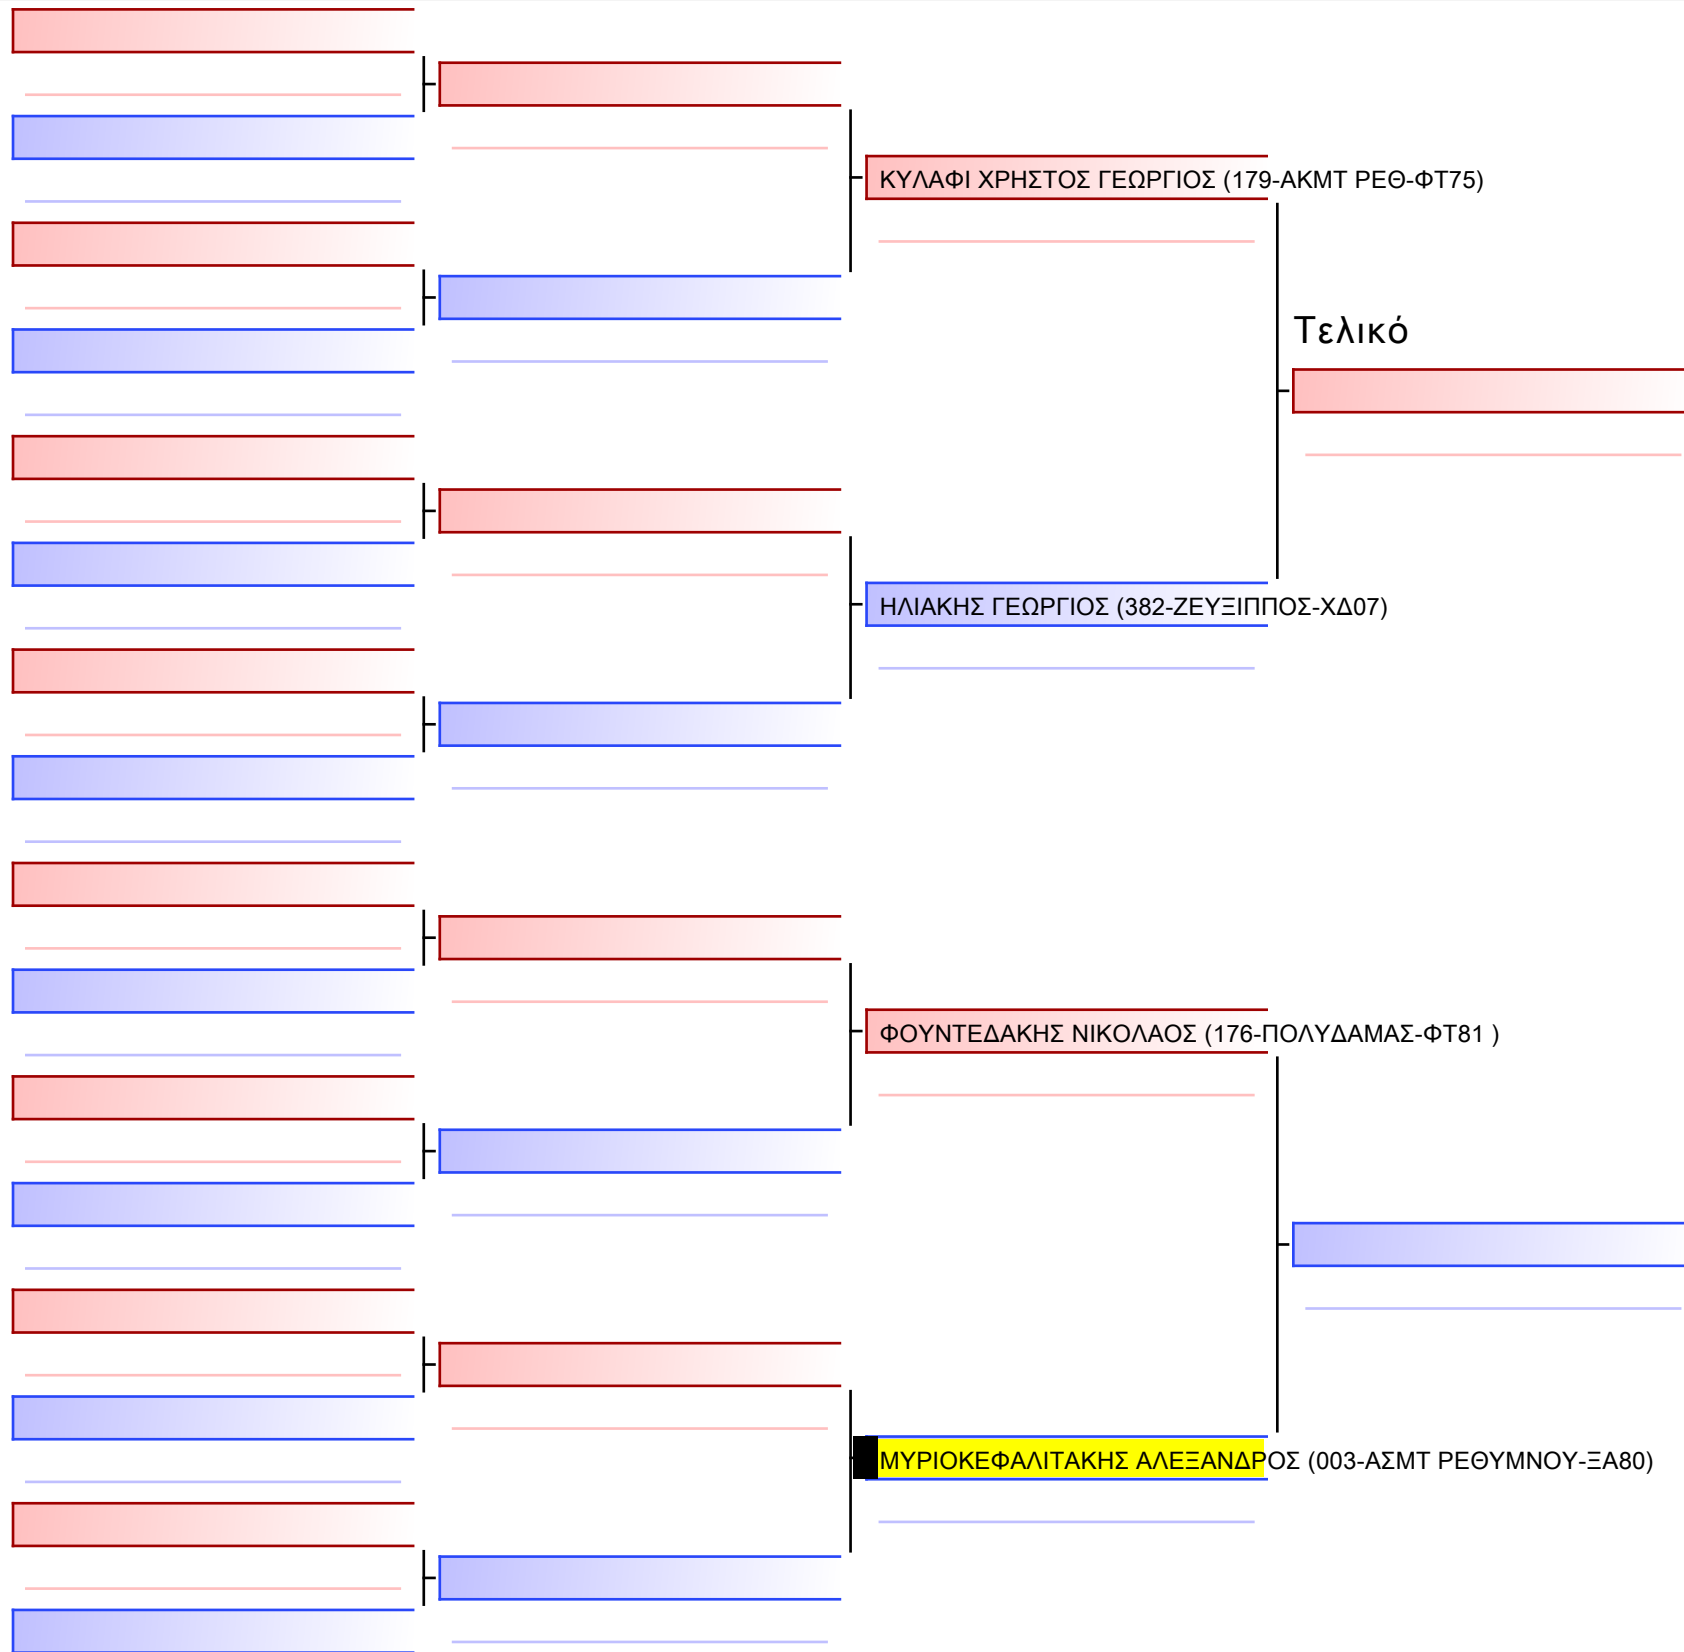 ΚΥΛΑΦΙ ΧΡΗΣΤΟΣ ΓΕΩΡΓΙΟΣ (179-ΑΚΜΤ ΡΕΘ-ΦΤ75)
Τελικό
ΗΛΙΑΚΗΣ ΓΕΩΡΓΙΟΣ (382-ΖΕΥΞΙΠΠΟΣ-ΧΔ07)
ΦΟΥΝΤΕΔΑΚΗΣ ΝΙΚΟΛΑΟΣ (176-ΠΟΛΥΔΑΜΑΣ-ΦΤ81 )
ΜΥΡΙΟΚΕΦΑΛΙΤΑΚΗΣ ΑΛΕΞΑΝΔΡΟΣ (003-ΑΣΜΤ ΡΕΘΥΜΝΟΥ-ΞΑ80)